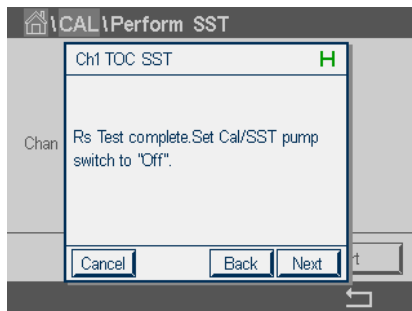 \CAL\Perform SST
Ch1 TOC SST H
Chan
Rs Test complete.Set Cal/SST pump
switch to "Off".
Cancel Back Next
t